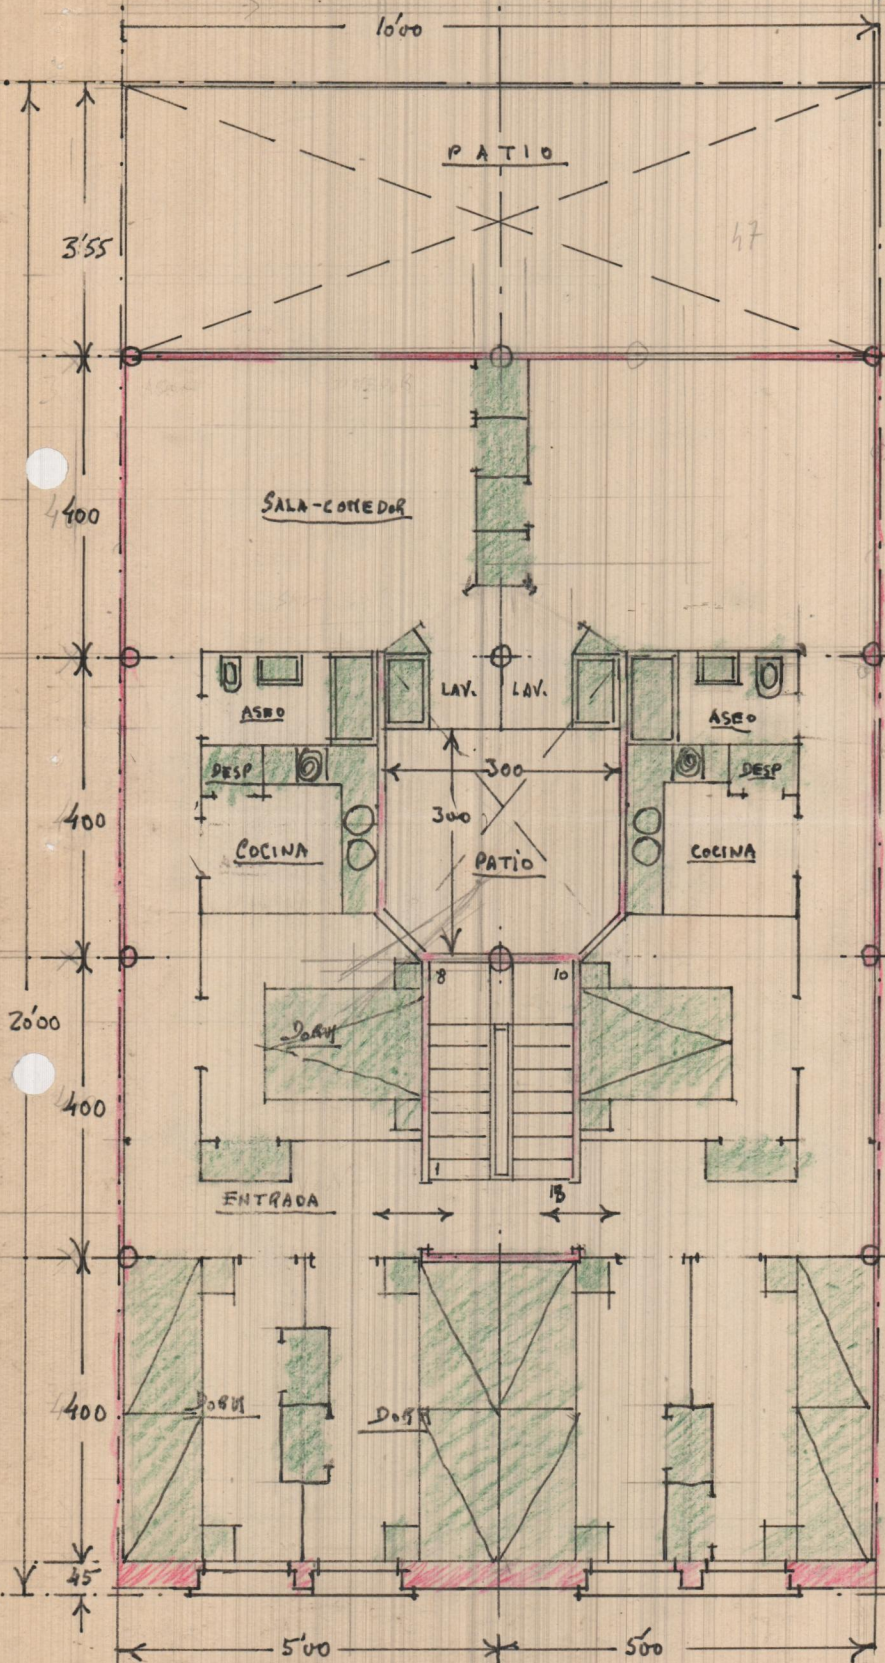 10'00
PATIO
47
3'55
SALA-COMEDOR
400
LAV. LAV.
ASEO
ASEO
DESP
DESP
300
300
400
COCINA
COCINA
PATIO
8
10
20'00
DORM
400
1
18
ENTRADA
400
DORM
DORM
45
5'00
500